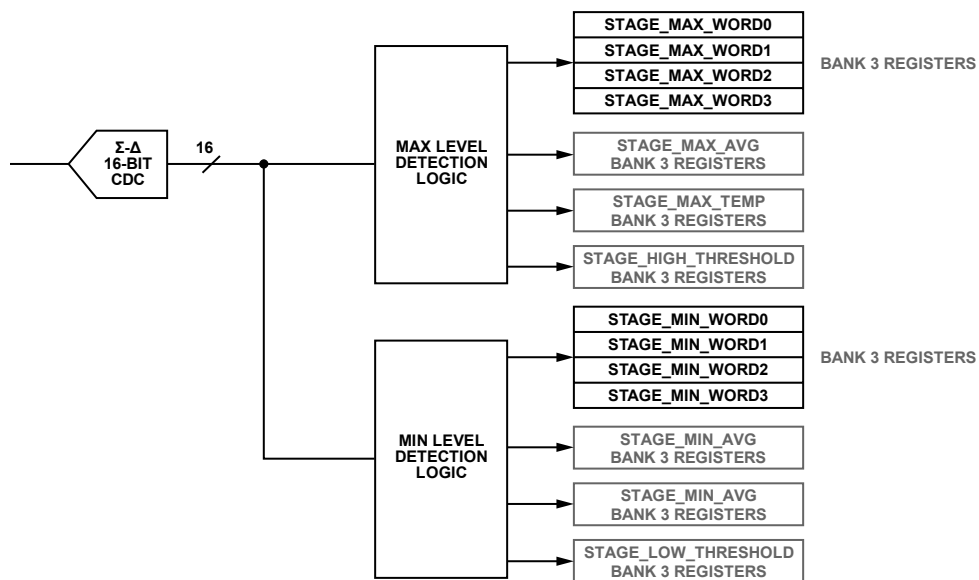 STAGE_MAX_WORD0
STAGE_MAX_WORD1
STAGE_MAX_WORD2
STAGE_MAX_WORD3
BANK 3 REGISTERS
Σ-Δ
16-BIT
CDC
16
MAX LEVEL
DETECTION
LOGIC
STAGE_MAX_AVG
BANK 3 REGISTERS
STAGE_MAX_TEMP
BANK 3 REGISTERS
STAGE_HIGH_THRESHOLD
BANK 3 REGISTERS
STAGE_MIN_WORD0
STAGE_MIN_WORD1
STAGE_MIN_WORD2
STAGE_MIN_WORD3
BANK 3 REGISTERS
MIN LEVEL
DETECTION
LOGIC
STAGE_MIN_AVG
BANK 3 REGISTERS
STAGE_MIN_AVG
BANK 3 REGISTERS
STAGE_LOW_THRESHOLD
BANK 3 REGISTERS